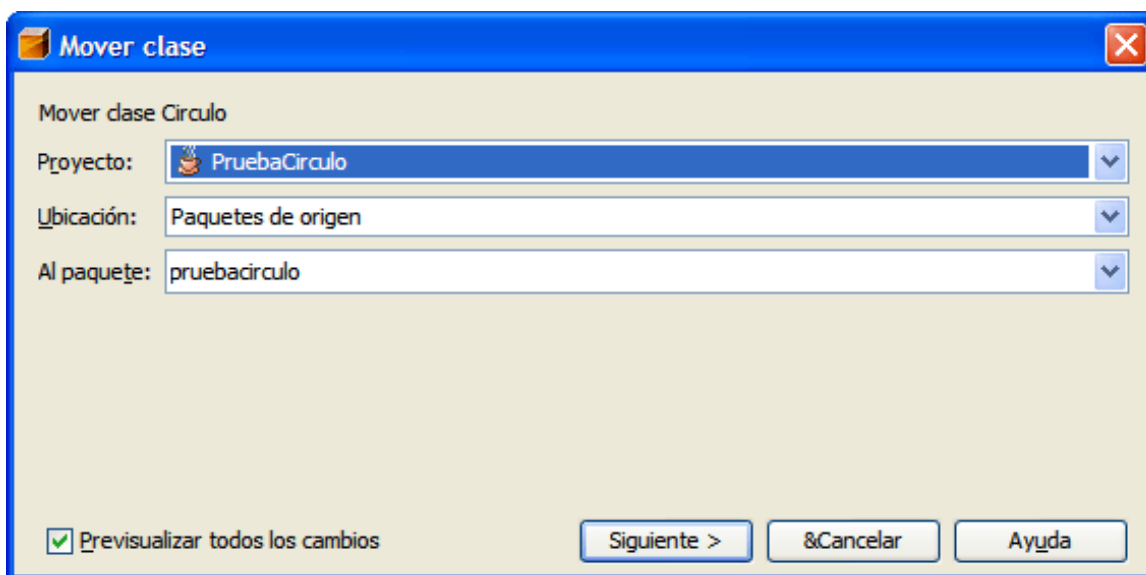 Mover clase
Mover clase Circulo
Proyecto: PruebaCirculo
Ubicación: Paquetes de origen
Al paquete: pruebacirculo
Previsualizar todos los cambios Siguiente > &Cancelar Ayuda